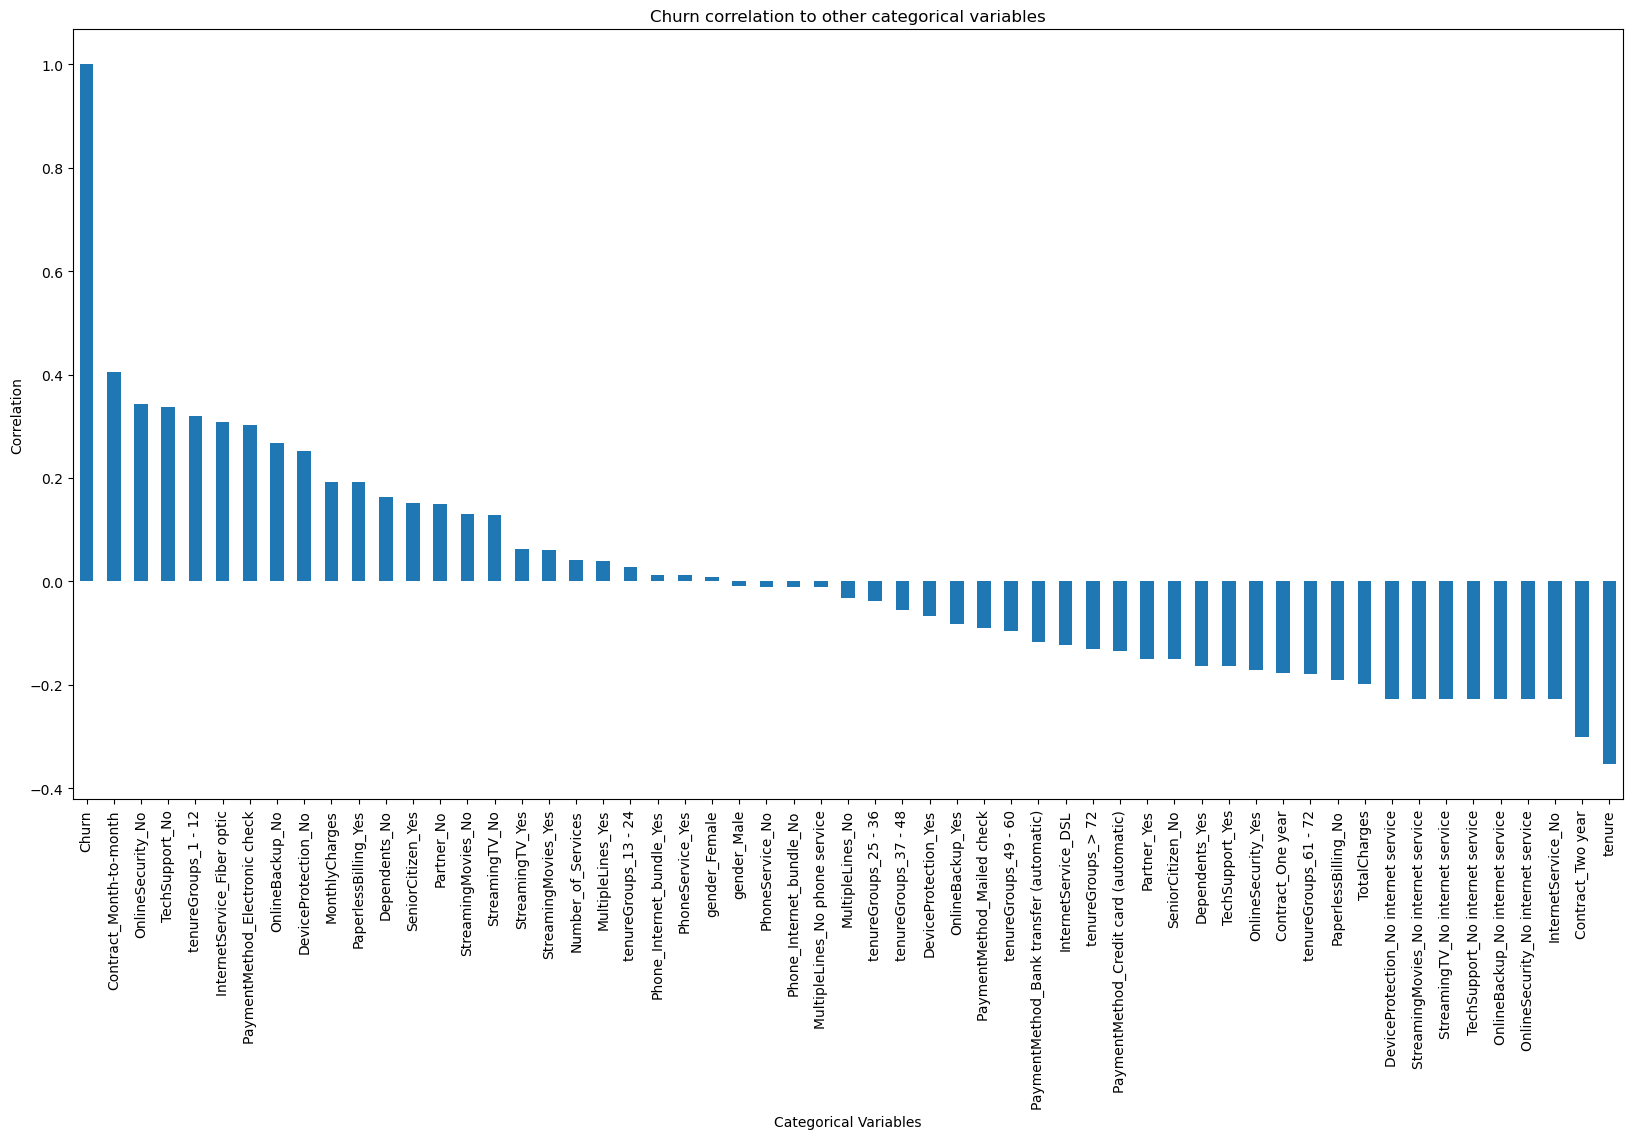 Churn correlation to other categorical variables
1.0
0.8
0.6
0.4
0.2
0.0
−0.2
−0.4
Correlation
Churn
Contract_Month-to-month
OnlineSecurity_No
TechSupport_No
tenureGroups_1 - 12
InternetService_Fiber optic
PaymentMethod_Electronic check
OnlineBackup_No
DeviceProtection_No
MonthlyCharges
PaperlessBilling_Yes
Dependents_No
SeniorCitizen_Yes
Partner_No
StreamingMovies_No
StreamingTV_No
StreamingTV_Yes
StreamingMovies_Yes
Number_of_Services
MultipleLines_Yes
tenureGroups_13 - 24
Phone_Internet_bundle_Yes
PhoneService_Yes
gender_Female
gender_Male
PhoneService_No
Phone_Internet_bundle_No
MultipleLines_No phone service
MultipleLines_No
tenureGroups_25 - 36
tenureGroups_37 - 48
DeviceProtection_Yes
OnlineBackup_Yes
PaymentMethod_Mailed check
tenureGroups_49 - 60
PaymentMethod_Bank transfer (automatic)
InternetService_DSL
tenureGroups_> 72
PaymentMethod_Credit card (automatic)
Partner_Yes
SeniorCitizen_No
Dependents_Yes
TechSupport_Yes
OnlineSecurity_Yes
Contract_One year
tenureGroups_61 - 72
PaperlessBilling_No
TotalCharges
DeviceProtection_No internet service
StreamingMovies_No internet service
StreamingTV_No internet service
TechSupport_No internet service
OnlineBackup_No internet service
OnlineSecurity_No internet service
InternetService_No
Contract_Two year
tenure
Categorical Variables